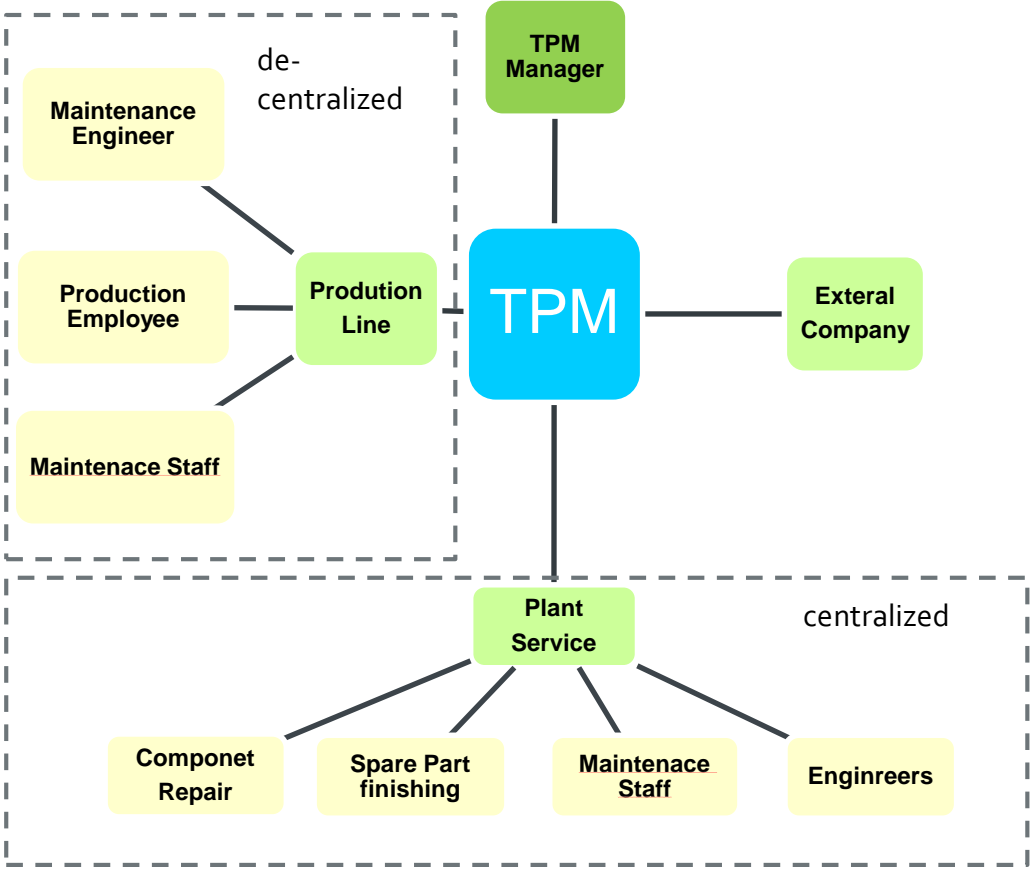 de-
centralized
TPM
Manager
Maintenance
Engineer
Production
Employee
Prodution
Line
TPM
Exteral
Company
Maintenace Staff
Plant
Service
centralized
Componet
Repair
Spare Part
finishing
Maintenace
Staff
Enginreers